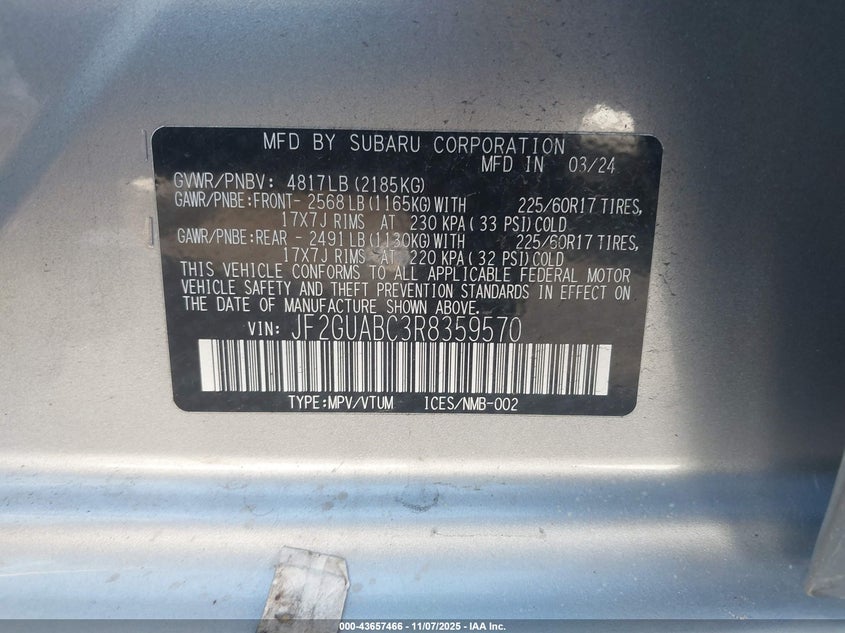 MFD BY SUBARU CORPORATION
MFD IN 03/24
GVWR/PNBV: 4817LB (2185KG)
GAWR/PNBE:FRONT- 2568 LB (1165KG) WITH 225/60R17 TIRES,
17X7J RIMS AT 230 KPA ( 33 PSI) COLD
GAWR/PNBE:REAR - 2491 LB (1130KG) WITH 225/60R17 TIRES,
17X7J RIMS AT 220 KPA ( 32 PSI) COLD
THIS VEHICLE CONFORMS TO ALL APPLICABLE FEDERAL MOTOR
VEHICLE SAFETY AND THEFT PREVENTION STANDARDS IN EFFECT ON
THE DATE OF MANUFACTURE SHOWN ABOVE.
VIN: JF2GUABC3R8359570
TYPE:MPV/VTUM ICES/NMB-002
000-43657466 - 11/07/2025 - IAA Inc.